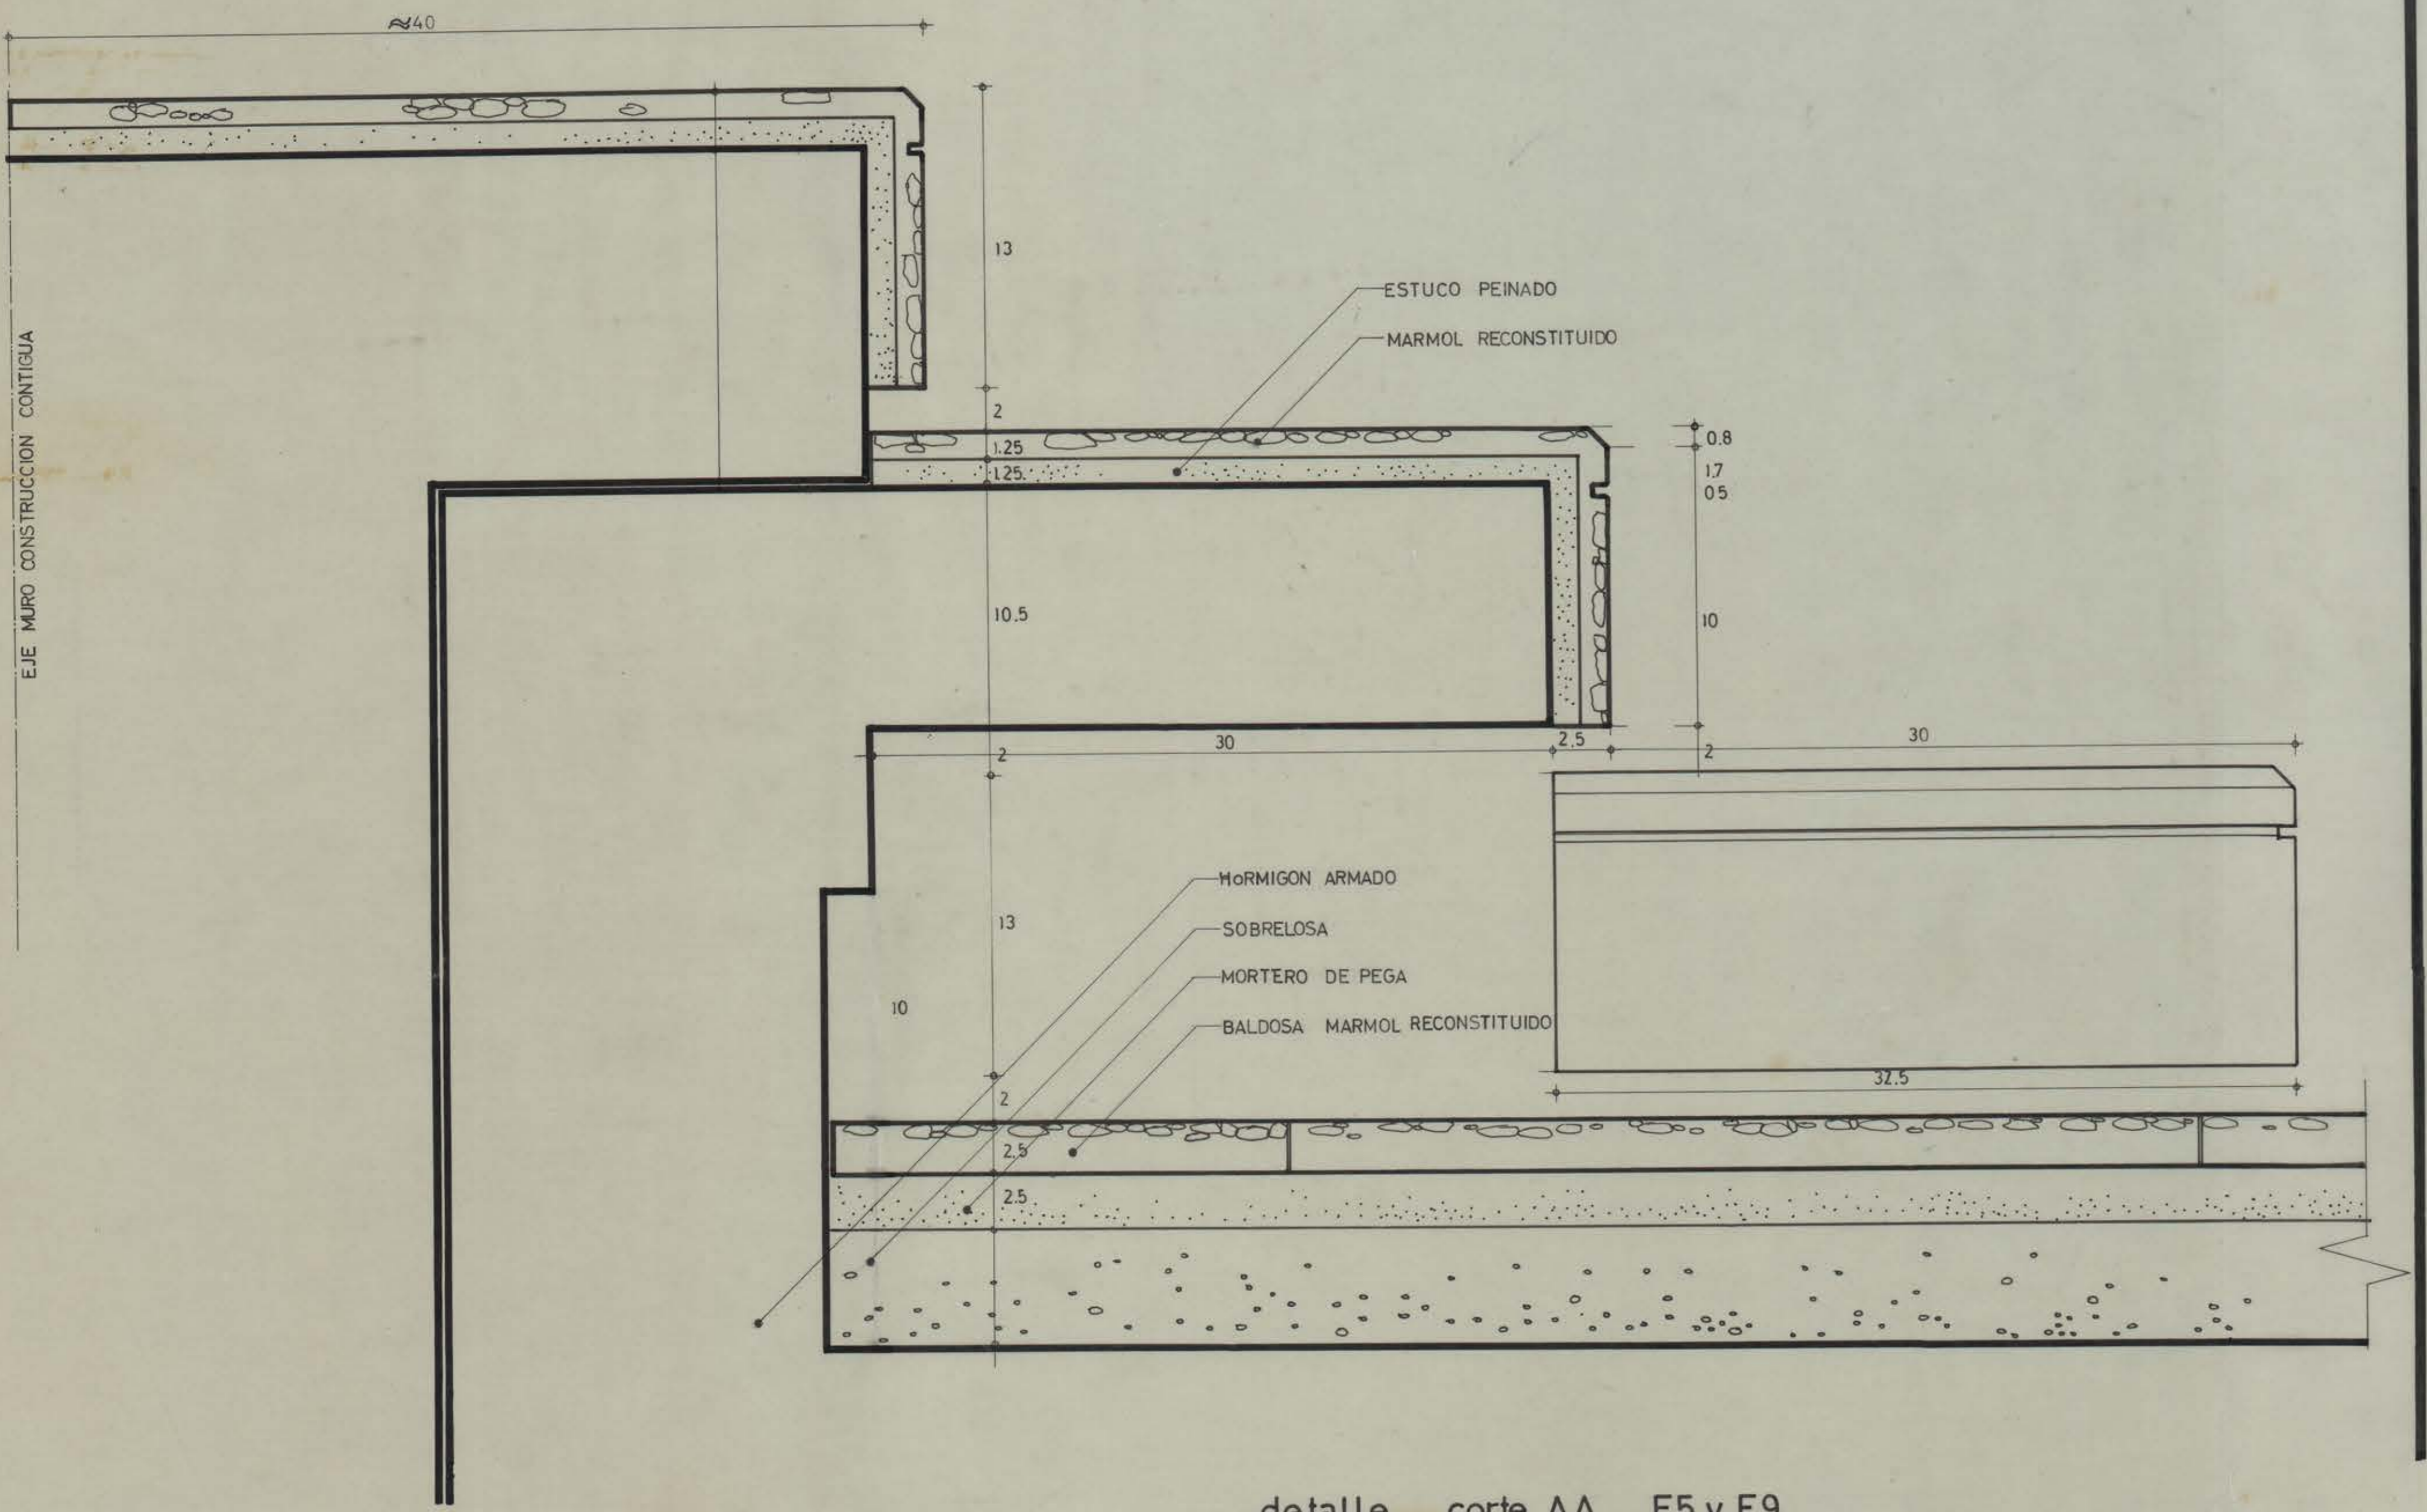 ≈40
13
ESTUCO PEINADO
MARMOL RECONSTITUIDO
EJE MURO CONSTRUCCION CONTIGUA
2
1.25
1.25
0.8
1.7
05
10.5
10
2
30
2.5
2
30
HORMIGON ARMADO
SOBRELOSA
13
MORTERO DE PEGA
10
BALDOSA MARMOL RECONSTITUIDO
32.5
2
2.5
2.5
detalle corte AA E5 y E9